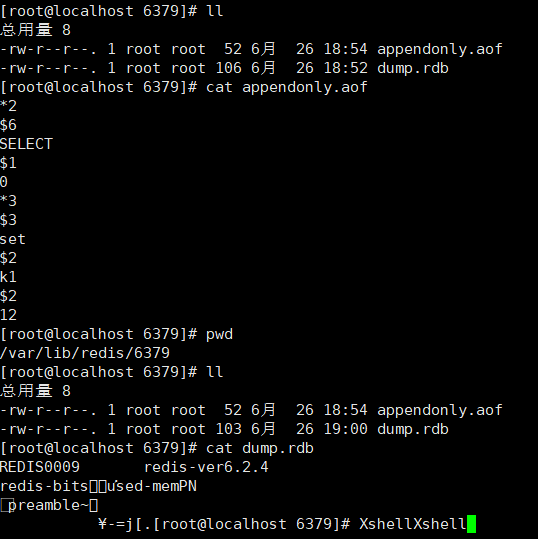 [root@localhost 6379]# ll
总用量 8
-rw-r--r--. 1 root root  52 6月  26 18:54 appendonly.aof
-rw-r--r--. 1 root root 106 6月  26 18:52 dump.rdb
[root@localhost 6379]# cat appendonly.aof
*2
$6
SELECT
$1
0
*3
$3
set
$2
k1
$2
12
[root@localhost 6379]# pwd
/var/lib/redis/6379
[root@localhost 6379]# ll
总用量 8
-rw-r--r--. 1 root root  52 6月  26 18:54 appendonly.aof
-rw-r--r--. 1 root root 103 6月  26 19:00 dump.rdb
[root@localhost 6379]# cat dump.rdb
REDIS0009       redis-ver6.2.4
redis-bits used-memPN
preamble~
¥-=j[.[root@localhost 6379]# XshellXshell